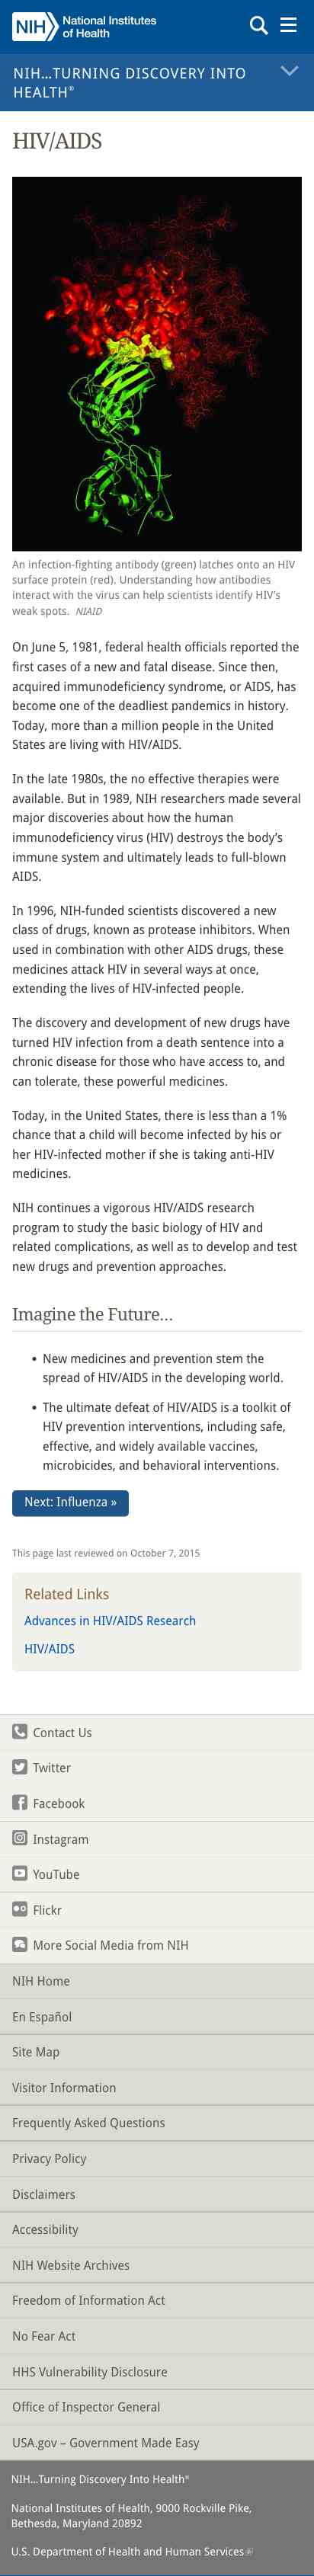 NIH National Institutes
of Health
NIH...TURNING DISCOVERY INTO
HEALTH®
HIV/AIDS
An infection-fighting antibody (green) latches onto an HIV
surface protein (red). Understanding how antibodies
interact with the virus can help scientists identify HIV's
weak spots. NIAID
On June 5, 1981, federal health officials reported the
first cases of a new and fatal disease. Since then,
acquired immunodeficiency syndrome, or AIDS, has
become one of the deadliest pandemics in history.
Today, more than a million people in the United
States are living with HIV/AIDS.
In the late 1980s, the no effective therapies were
available. But in 1989, NIH researchers made several
major discoveries about how the human
immunodeficiency virus (HIV) destroys the body's
immune system and ultimately leads to full-blown
AIDS.
In 1996, NIH-funded scientists discovered a new
class of drugs, known as protease inhibitors. When
used in combination with other AIDS drugs, these
medicines attack HIV in several ways at once,
extending the lives of HIV-infected people.
The discovery and development of new drugs have
turned HIV infection from a death sentence into a
chronic disease for those who have access to, and
can tolerate, these powerful medicines.
Today, in the United States, there is less than a 1%
chance that a child will become infected by his or
her HIV-infected mother if she is taking anti-HIV
medicines.
NIH continues a vigorous HIV/AIDS research
program to study the basic biology of HIV and
related complications, as well as to develop and test
new drugs and prevention approaches.
Imagine the Future...
• New medicines and prevention stem the
spread of HIV/AIDS in the developing world.
• The ultimate defeat of HIV/AIDS is a toolkit of
HIV prevention interventions, including safe,
effective, and widely available vaccines,
microbicides, and behavioral interventions.
Next: Influenza »
This page last reviewed on October 7, 2015
Related Links
Advances in HIV/AIDS Research
HIV/AIDS
Contact Us
Twitter
Facebook
Instagram
YouTube
Flickr
More Social Media from NIH
NIH Home
En Español
Site Map
Visitor Information
Frequently Asked Questions
Privacy Policy
Disclaimers
Accessibility
NIH Website Archives
Freedom of Information Act
No Fear Act
HHS Vulnerability Disclosure
Office of Inspector General
USA.gov – Government Made Easy
NIH...Turning Discovery Into Health®
National Institutes of Health, 9000 Rockville Pike,
Bethesda, Maryland 20892
U.S. Department of Health and Human Services